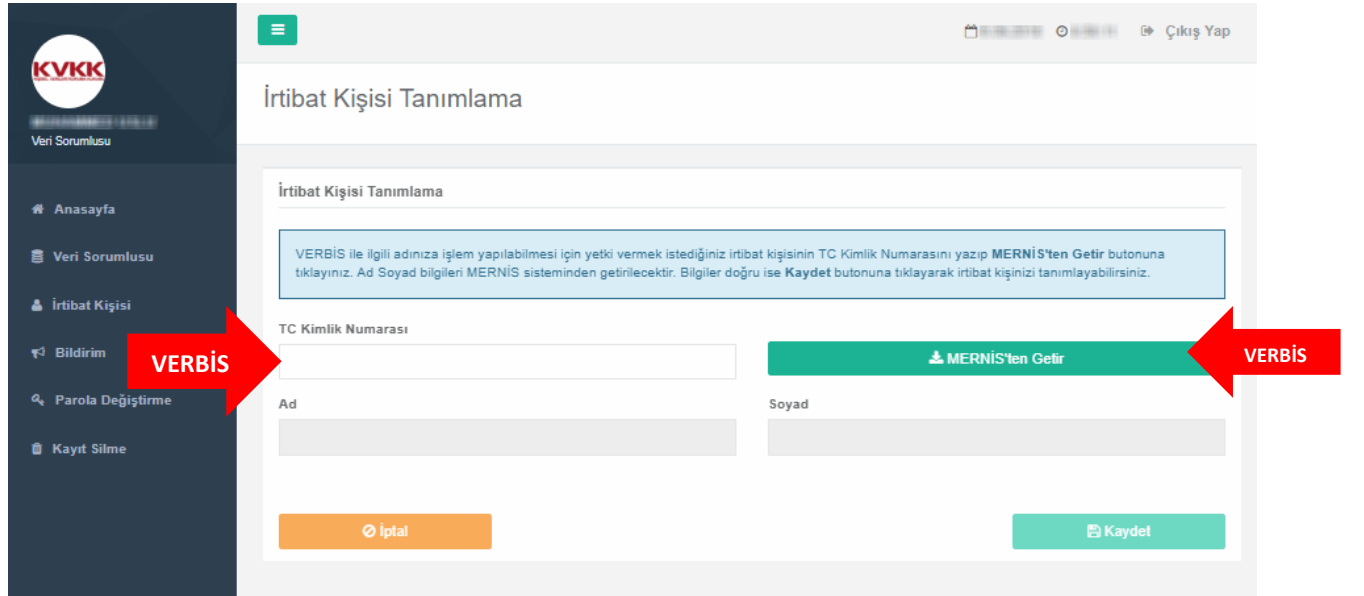 Çıkış Yap
KVKK
Veri Sorumlusu
İrtibat Kişisi Tanımlama
Anasayfa
Veri Sorumlusu
İrtibat Kişisi
Bildirim
Parola Değiştirme
Kayıt Silme
İrtibat Kişisi Tanımlama
VERBİS ile ilgili adınıza işlem yapılabilmesi için yetki vermek istediğiniz irtibat kişisinin TC Kimlik Numarasını yazıp MERNİS'ten Getir butonuna
tıklayınız. Ad Soyad bilgileri MERNİS sisteminden getirilecektir. Bilgiler doğru ise Kaydet butonuna tıklayarak irtibat kişinizi tanımlayabilirsiniz.
TC Kimlik Numarası
VERBİS
MERNİS'ten Getir
VERBİS
Ad
Soyad
İptal
Kaydet